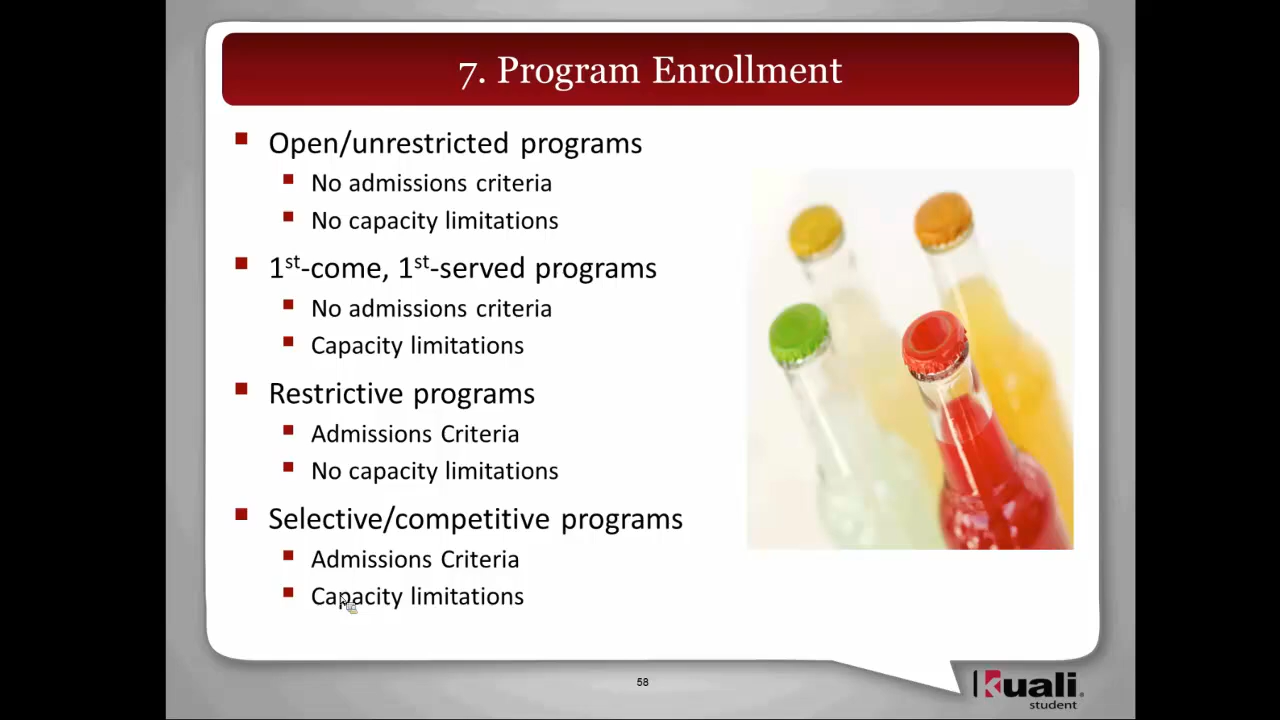 7. Program Enrollment
Open/unrestricted programs
No admissions criteria
No capacity limitations
1st-come, 1st-served programs
No admissions criteria
Capacity limitations
Restrictive programs
Admissions Criteria
No capacity limitations
Selective/competitive programs
Admissions Criteria
Capacity limitations
58
Kuali®
student